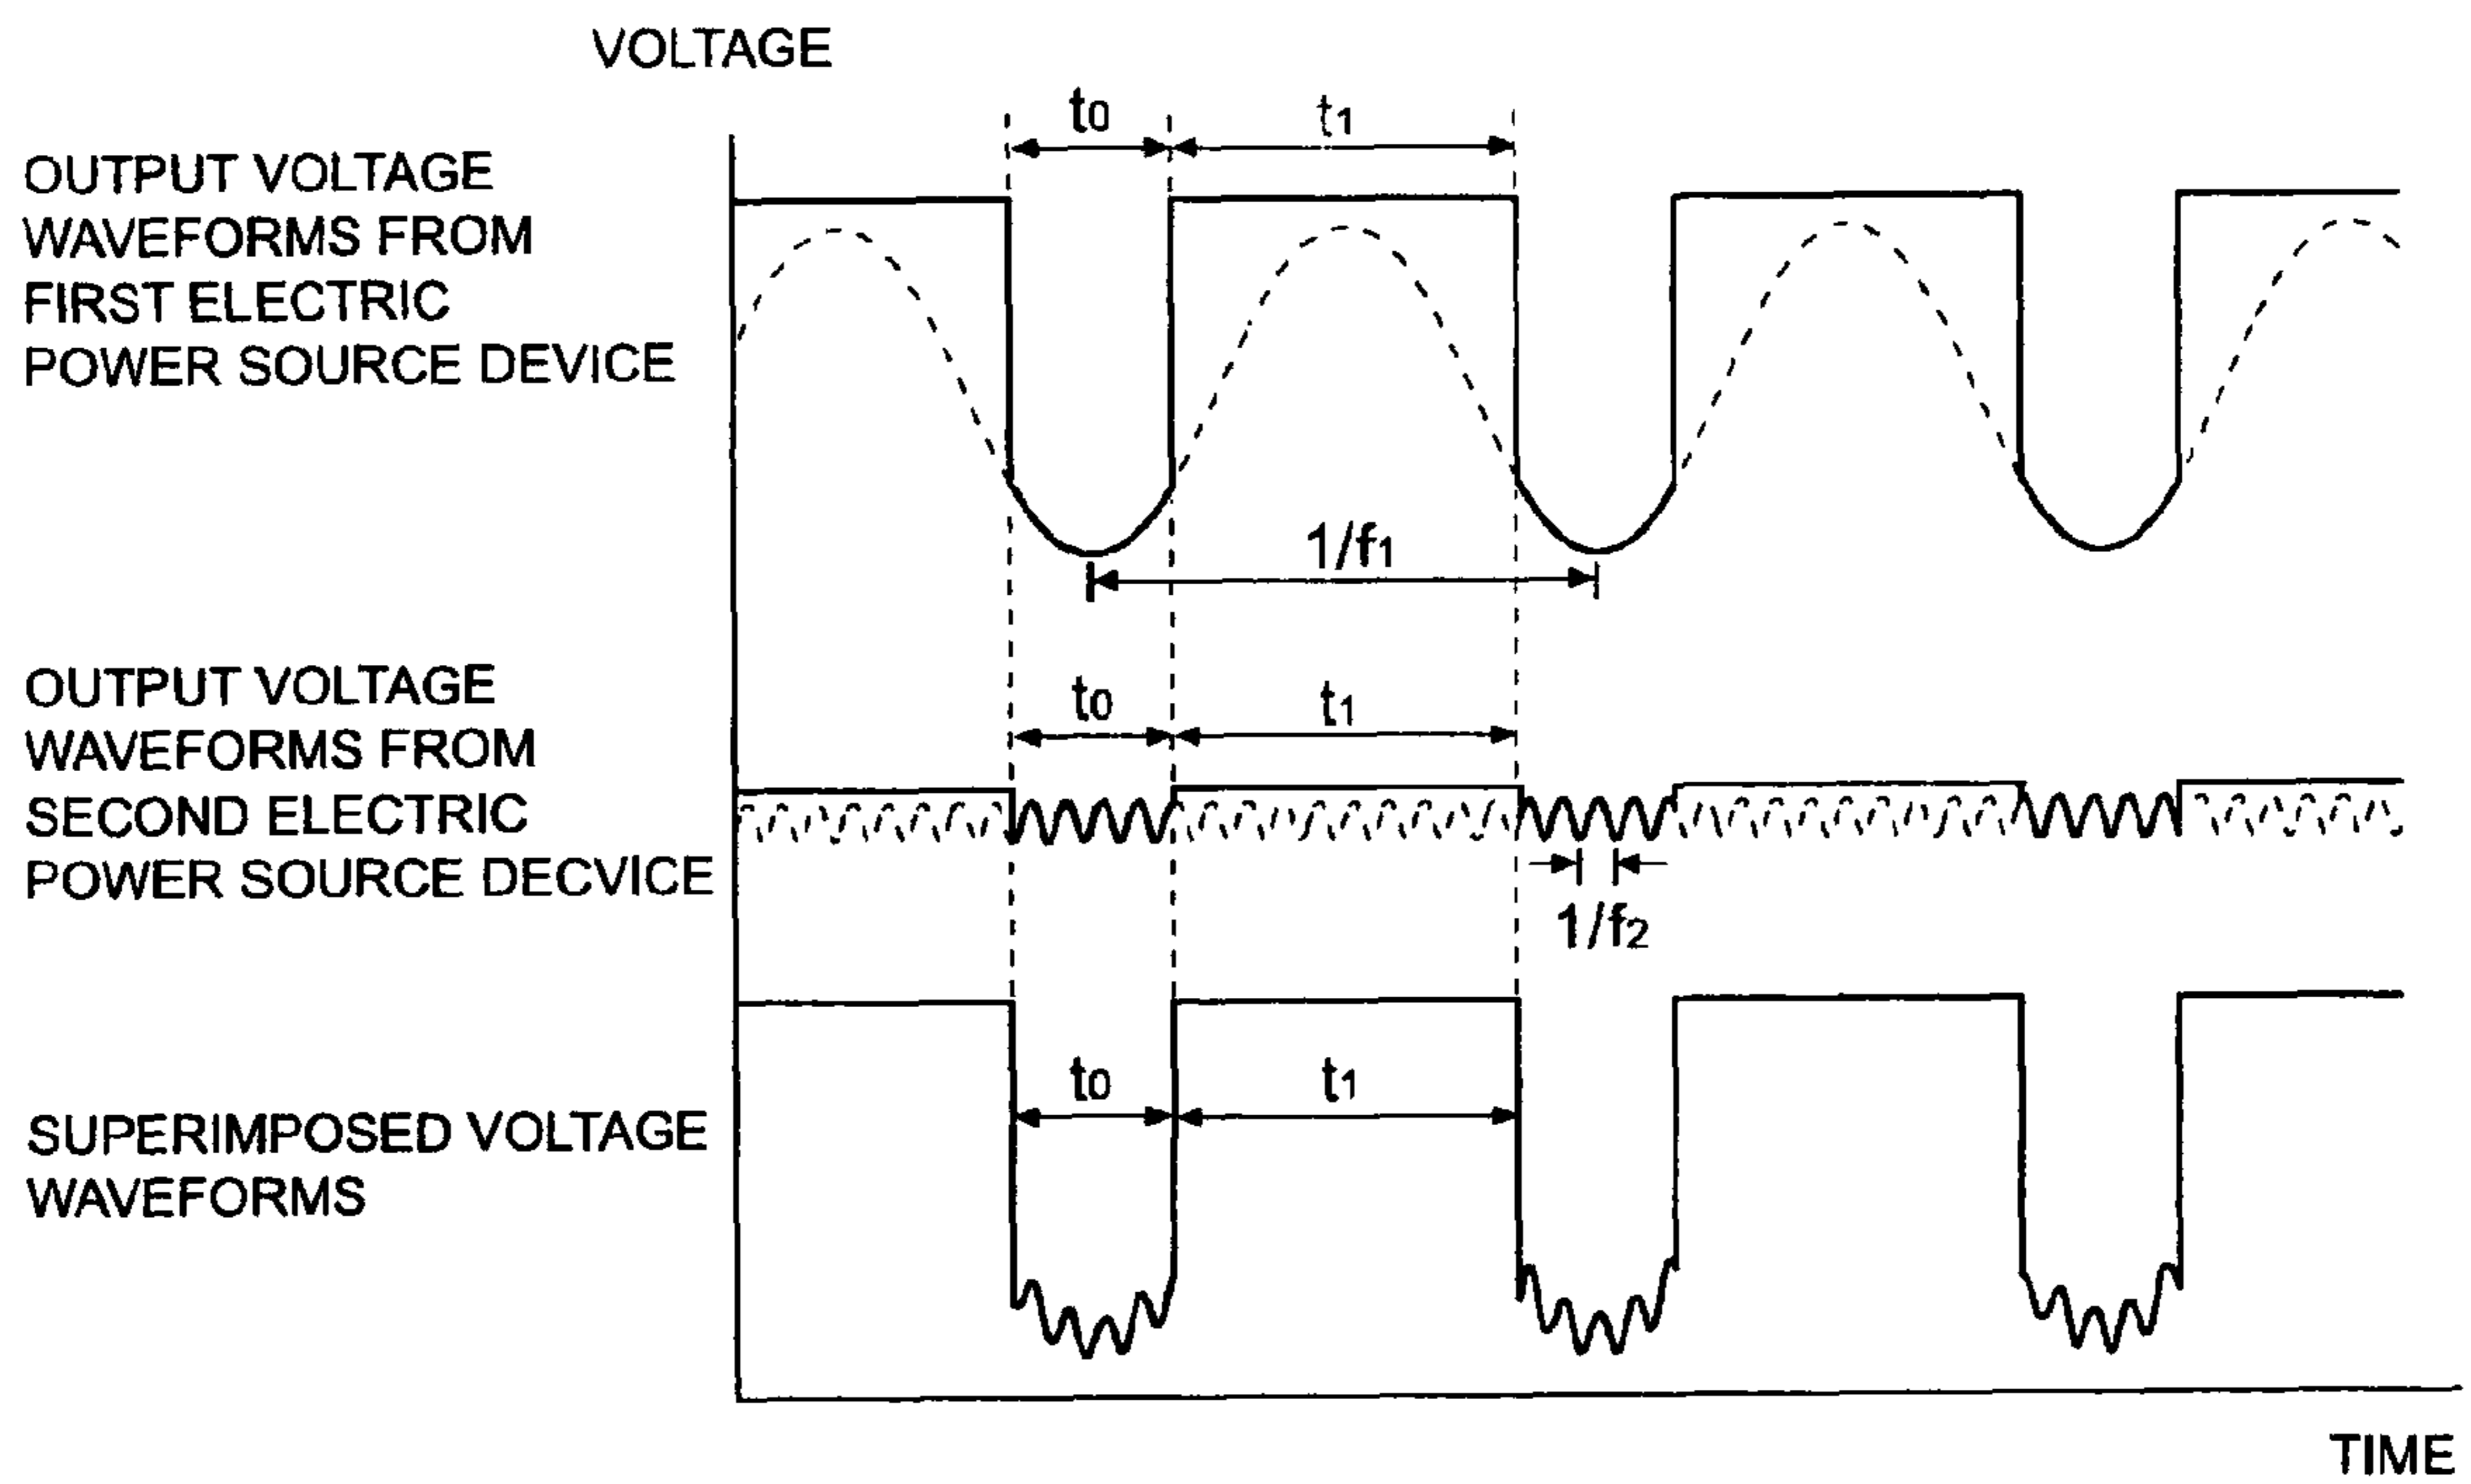 VOLTAGE
t0
t1
OUTPUT VOLTAGE
WAVEFORMS FROM
FIRST ELECTRIC
POWER SOURCE DEVICE
1/f1
OUTPUT VOLTAGE
WAVEFORMS FROM
SECOND ELECTRIC
POWER SOURCE DECVICE
t0
t1
1/f2
t0
t1
SUPERIMPOSED VOLTAGE
WAVEFORMS
TIME